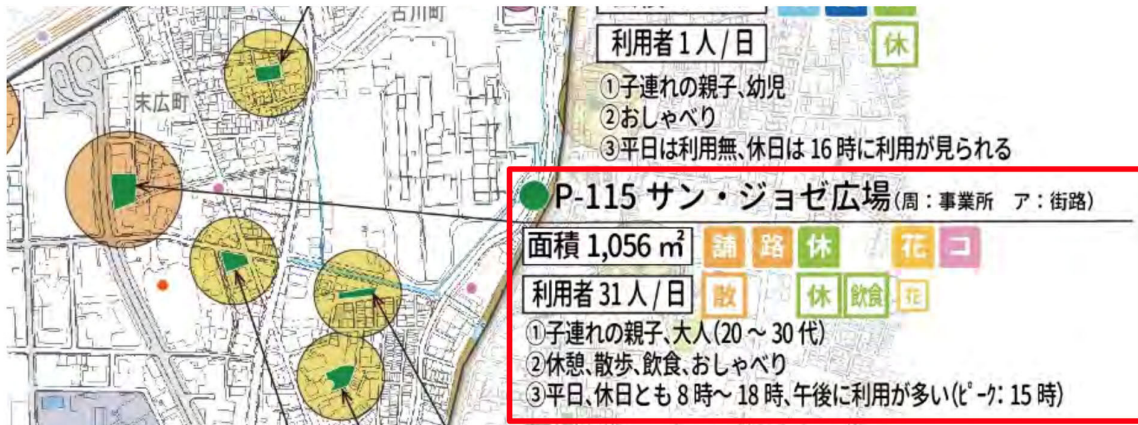 古川町
末広町
利用者1人/日
休
①子連れの親子、幼児
②おしゃべり
③平日は利用無、休日は16時に利用が見られる
P-115 サン・ジョゼ広場(周：事業所　ア：街路)
面積 1,056 ㎡ 舗 路 休 花 コ
利用者 31人/日 散 休 飲食 花
①子連れの親子、大人(20～30代)
②休憩、散歩、飲食、おしゃべり
③平日、休日とも8時～18時、午後に利用が多い(ピーク：15時)